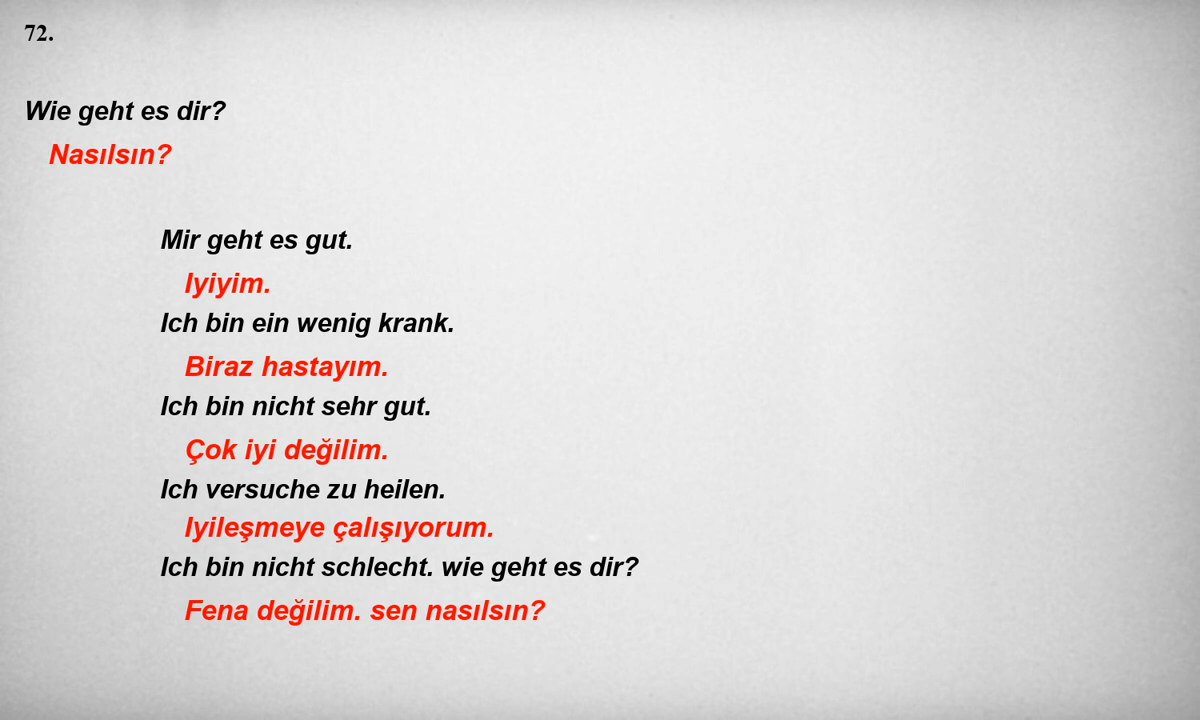 72.
Wie geht es dir?
Nasılsın?
Mir geht es gut.
Iyiyim.
Ich bin ein wenig krank.
Biraz hastayım.
Ich bin nicht sehr gut.
Çok iyi değilim.
Ich versuche zu heilen.
Iyileşmeye çalışıyorum.
Ich bin nicht schlecht. wie geht es dir?
Fena değilim. sen nasılsın?